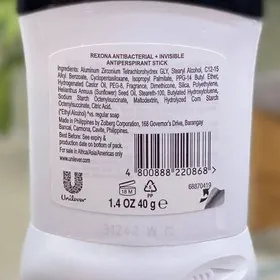 REXONA ANTIBACTERIAL + INVISIBLE
ANTIPERSPIRANT STICK
Ingredients: Aluminum Zirconium Tetrachlorohydrex GLY, Stearyl Alcohol, C12-15
Alkyl Benzoate, Cyclopentasiloxane, Isopropyl Palmitate, PPG-14 Butyl Ether,
Hydrogenated Castor Oil, PEG-8, Fragrance, Dimethicone, Silica, Polyethylene,
Helianthus Annuus (Sunflower) Seed Oil, Steareth-100, Butylated Hydroxytoluene,
Starch Sodium Octenylsuccinate, Maltodextrin, Hydrolyzed Corn Starch
Octenylsuccinate, Citric Acid.
(*Ethyl Alcohol) *vs. regular soap
Made in Philippines by Zolberg Corporation, 168 Governor's Drive, Barangay
Bancal, Carmona, Cavite, Philippines.
Best Before: See expiry &
production date on pack.
For sale in Africa/Asia/Americas only
www.unilever.com
4 800888 220868 >
Unilever
18 M
5
PP
68870419
1.4 OZ 40 g ℮